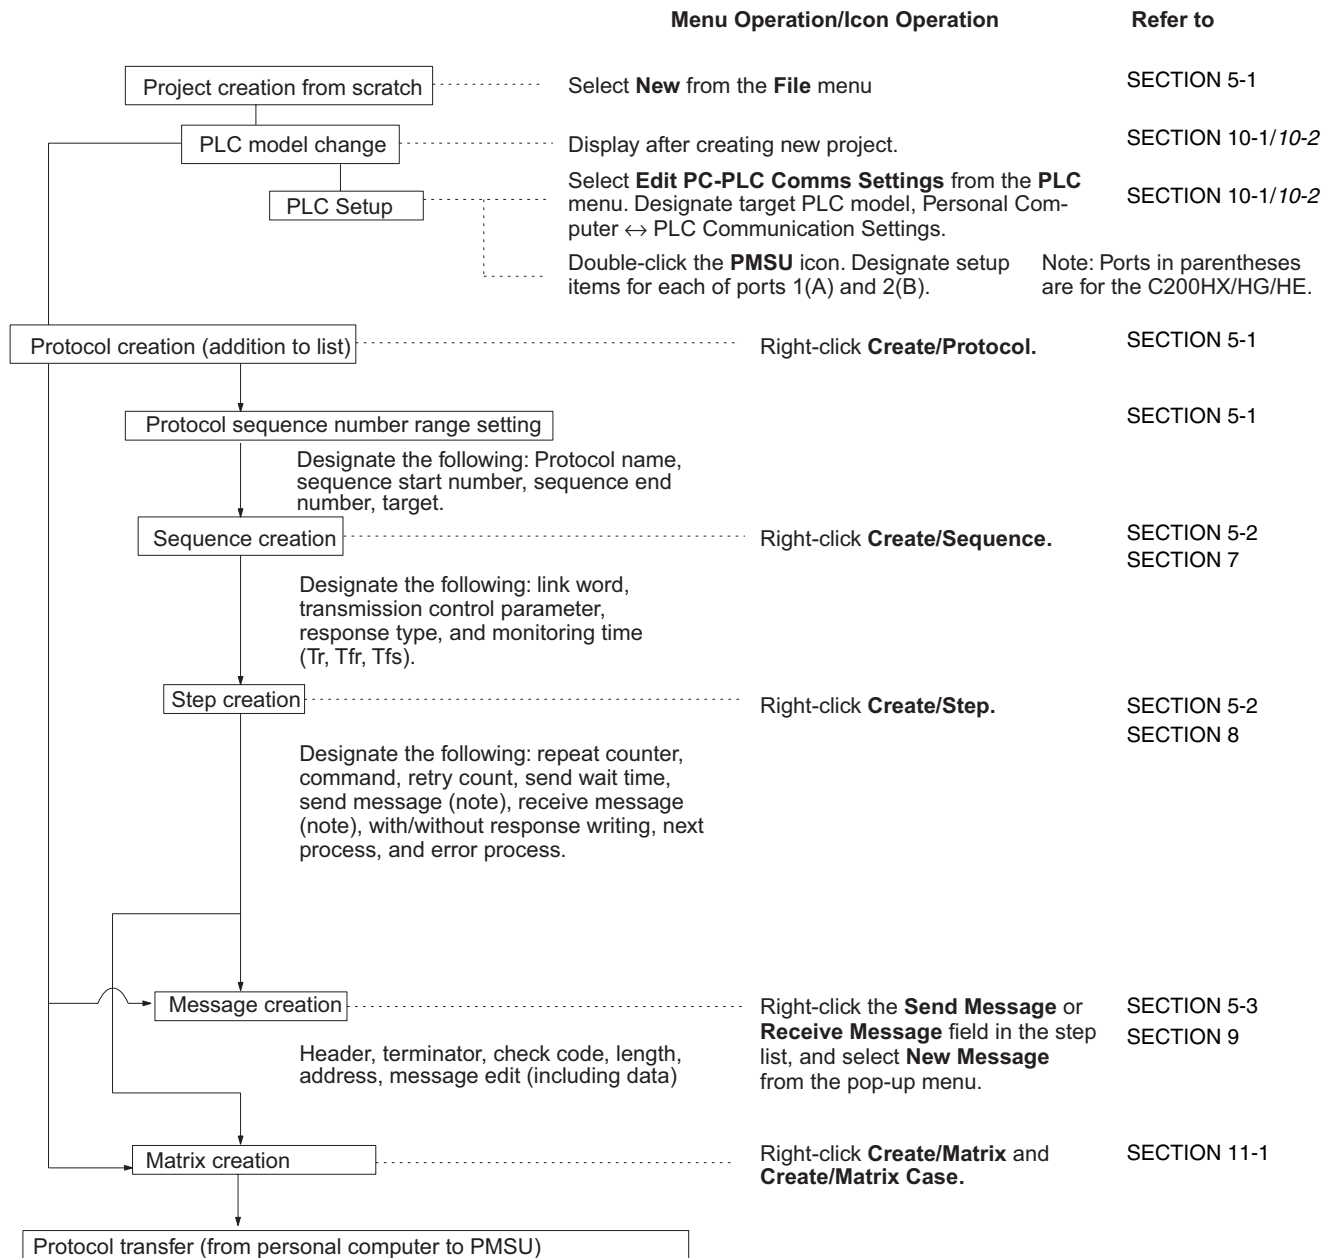 Menu Operation/Icon Operation
Refer to
Project creation from scratch
Select New from the File menu
SECTION 5-1
PLC model change
Display after creating new project.
SECTION 10-1/10-2
PLC Setup
Select Edit PC-PLC Comms Settings from the PLC
menu. Designate target PLC model, Personal Com-
puter ↔ PLC Communication Settings.
SECTION 10-1/10-2
Double-click the PMSU icon. Designate setup
items for each of ports 1(A) and 2(B).
Note: Ports in parentheses
are for the C200HX/HG/HE.
Protocol creation (addition to list)
Right-click Create/Protocol.
SECTION 5-1
Protocol sequence number range setting
SECTION 5-1
Designate the following: Protocol name,
sequence start number, sequence end
number, target.
Sequence creation
Right-click Create/Sequence.
SECTION 5-2
SECTION 7
Designate the following: link word,
transmission control parameter,
response type, and monitoring time
(Tr, Tfr, Tfs).
Step creation
Right-click Create/Step.
SECTION 5-2
SECTION 8
Designate the following: repeat counter,
command, retry count, send wait time,
send message (note), receive message
(note), with/without response writing, next
process, and error process.
Message creation
Right-click the Send Message or
Receive Message field in the step
list, and select New Message
from the pop-up menu.
SECTION 5-3
SECTION 9
Header, terminator, check code, length,
address, message edit (including data)
Matrix creation
Right-click Create/Matrix and
Create/Matrix Case.
SECTION 11-1
Protocol transfer (from personal computer to PMSU)